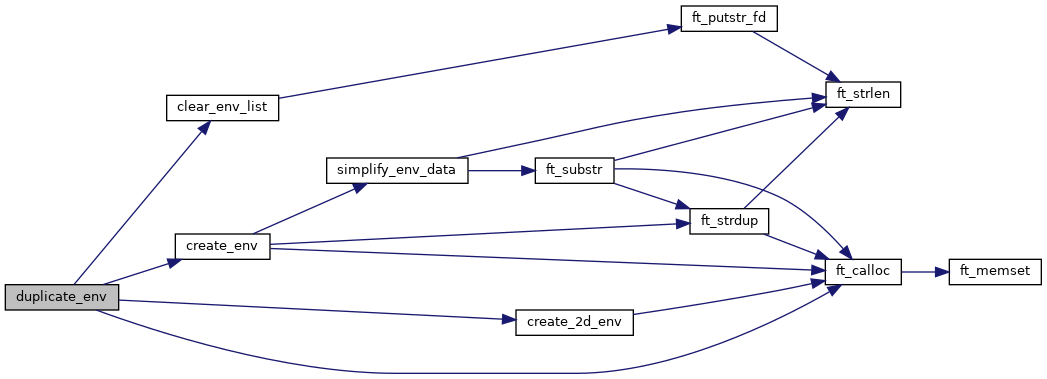 ft_putstr_fd
ft_strlen
clear_env_list
simplify_env_data
ft_substr
ft_strdup
create_env
ft_calloc
ft_memset
duplicate_env
create_2d_env